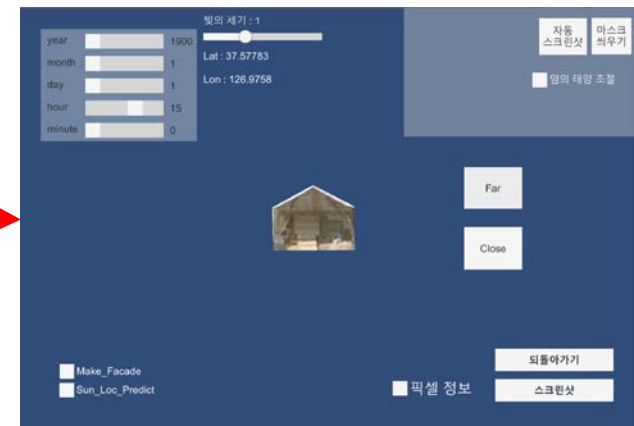 year 1900
month 1
day 1
hour 15
minute 0
빛의 세기 : 1
Lat : 37.57783
Lon : 126.9758
자동
스크린샷
마스크
씌우기
임의 태양 조절
Far
Close
Make_Facade
Sun_Loc_Predict
픽셀 정보
되돌아가기
스크린샷